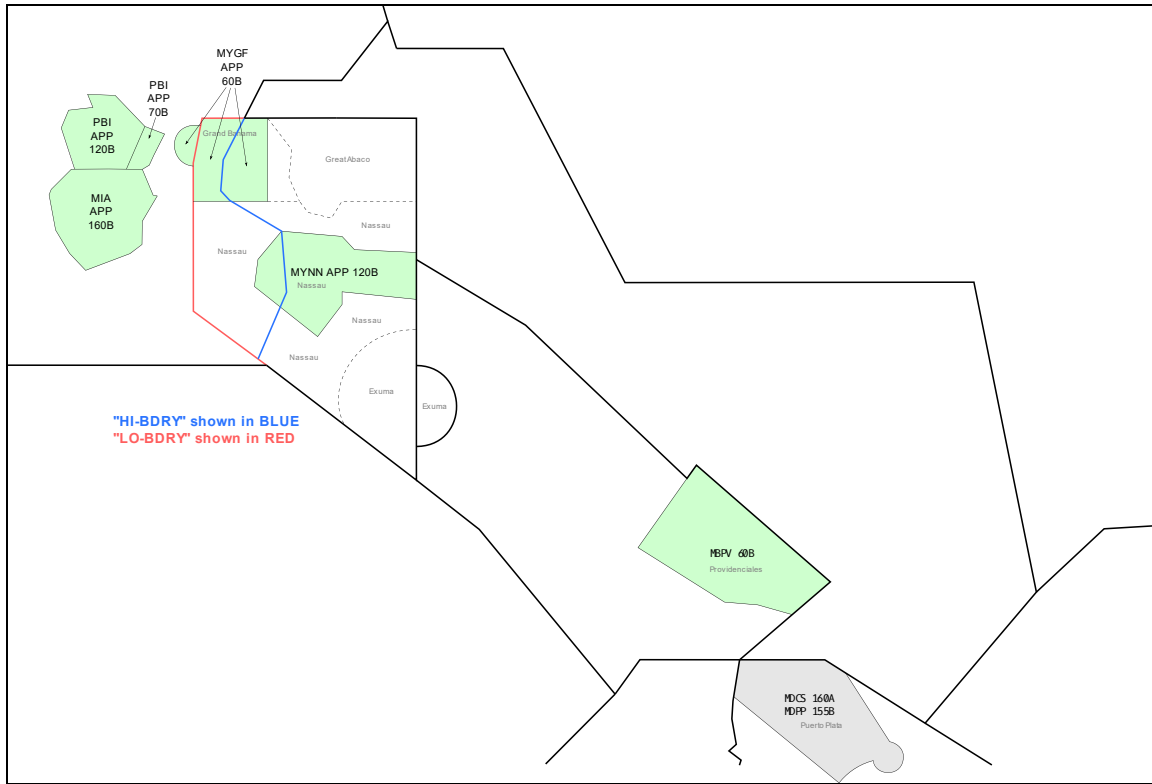 MYGF
APP
60B
PBI
APP
70B
PBI
APP
120B
Grand Bahama
GreatAbaco
MIA
APP
160B
Nassau
Nassau
MYNN APP 120B
Nassau
Nassau
Nassau
Exuma
Exuma
"HI-BDRY" shown in BLUE
"LO-BDRY" shown in RED
MBPV 60B
Providenciales
MDCS 160A
MDPP 155B
Puerto Plata